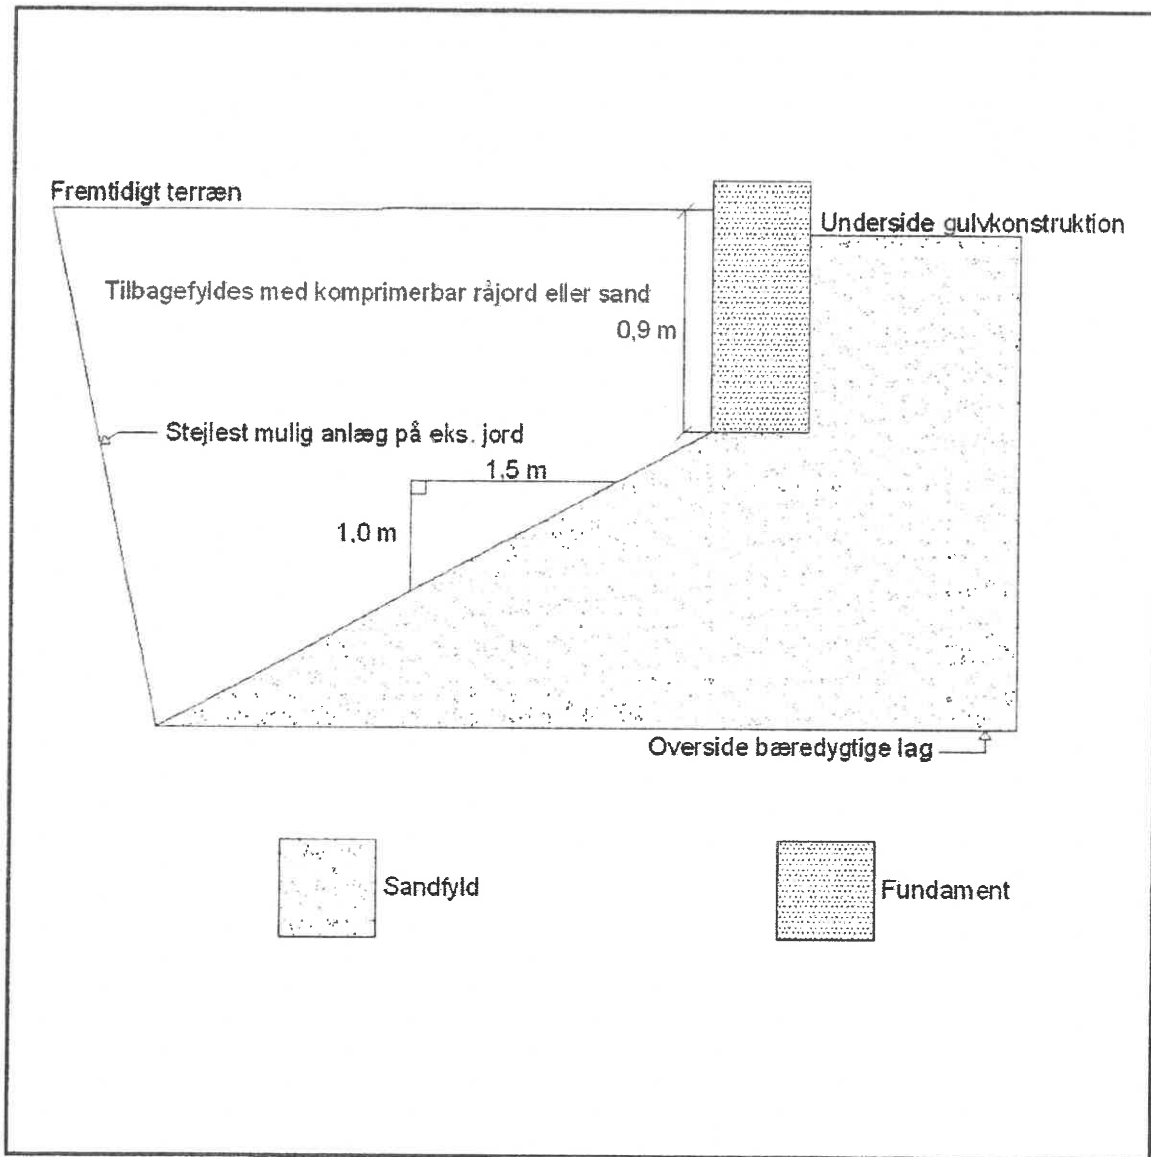 Fremtidigt terræn
Underside gulvkonstruktion
Tilbagefyldes med komprimerbar råjord eller sand
0,9 m
Stejlest mulig anlæg på eks. jord
1,5 m
1,0 m
Overside bæredygtige lag
Sandfyld
Fundament